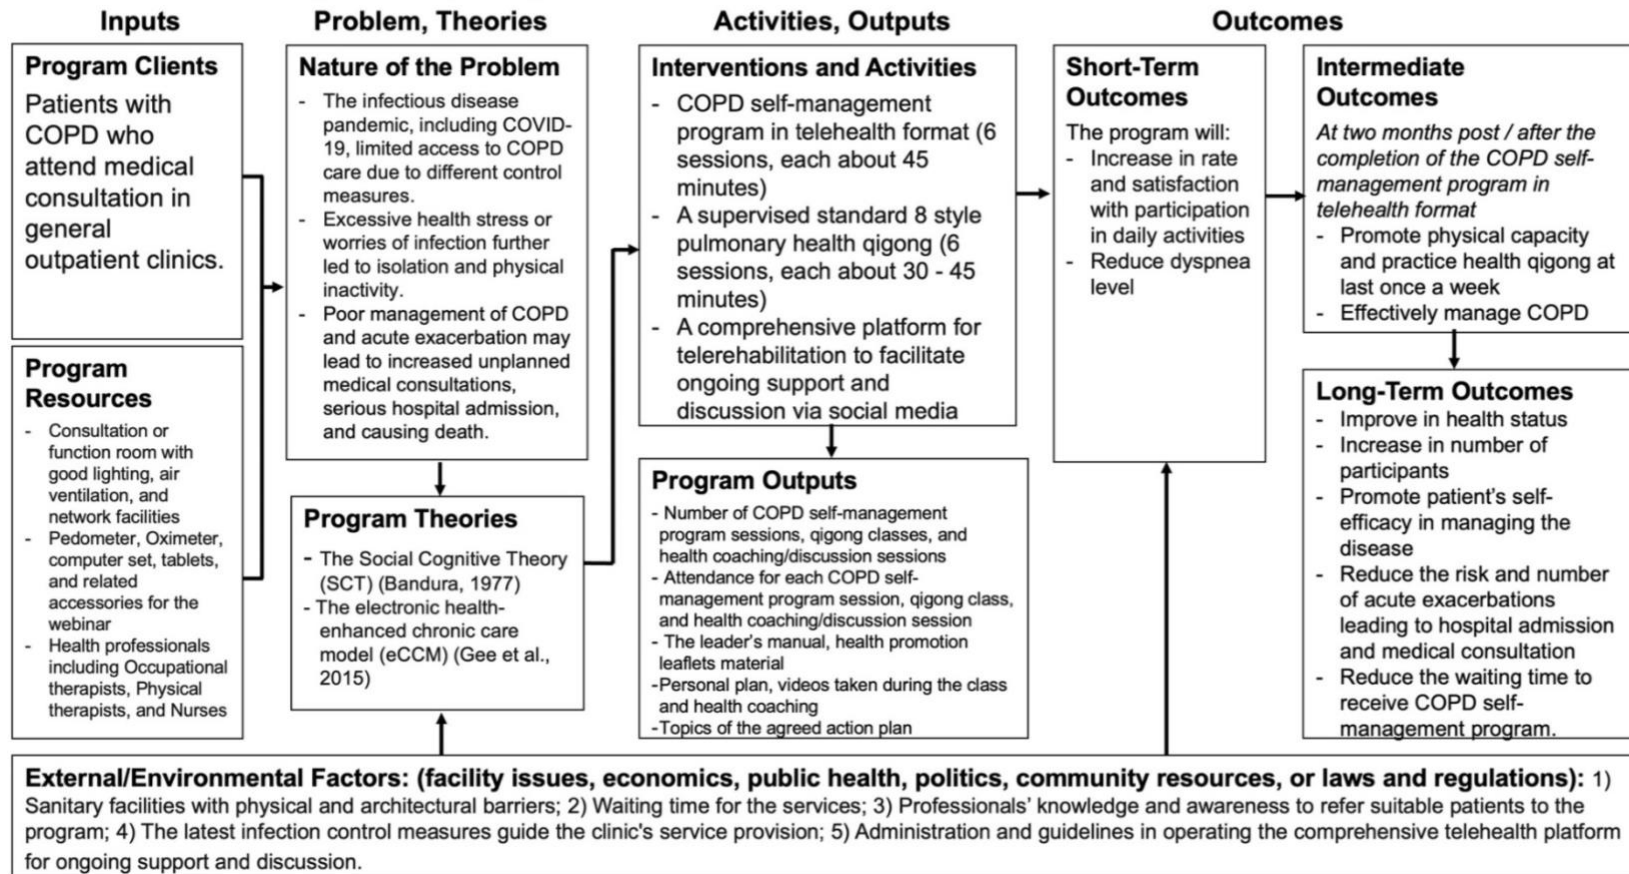 Inputs
Problem, Theories
Activities, Outputs
Outcomes
Program Clients
Patients with
COPD who
attend medical
consultation in
general
outpatient clinics.
Program
Resources
- Consultation or
function room with
good lighting, air
ventilation, and
network facilities
- Pedometer, Oximeter,
computer set, tablets,
and related
accessories for the
webinar
- Health professionals
including Occupational
therapists, Physical
therapists, and Nurses
Nature of the Problem
- The infectious disease
pandemic, including COVID-
19, limited access to COPD
care due to different control
measures.
- Excessive health stress or
worries of infection further
led to isolation and physical
inactivity.
- Poor management of COPD
and acute exacerbation may
lead to increased unplanned
medical consultations,
serious hospital admission,
and causing death.
Program Theories
- The Social Cognitive Theory
(SCT) (Bandura, 1977)
- The electronic health-
enhanced chronic care
model (eCCM) (Gee et al.,
2015)
Interventions and Activities
- COPD self-management
program in telehealth format (6
sessions, each about 45
minutes)
- A supervised standard 8 style
pulmonary health qigong (6
sessions, each about 30 - 45
minutes)
- A comprehensive platform for
telerehabilitation to facilitate
ongoing support and
discussion via social media
Program Outputs
- Number of COPD self-management
program sessions, qigong classes, and
health coaching/discussion sessions
- Attendance for each COPD self-
management program session, qigong class,
and health coaching/discussion session
- The leader's manual, health promotion
leaflets material
-Personal plan, videos taken during the class
and health coaching
-Topics of the agreed action plan
Short-Term
Outcomes
The program will:
- Increase in rate
and satisfaction
with participation
in daily activities
- Reduce dyspnea
level
Intermediate
Outcomes
At two months post / after the
completion of the COPD self-
management program in
telehealth format
- Promote physical capacity
and practice health qigong at
last once a week
- Effectively manage COPD
Long-Term Outcomes
- Improve in health status
- Increase in number of
participants
- Promote patient's self-
efficacy in managing the
disease
- Reduce the risk and number
of acute exacerbations
leading to hospital admission
and medical consultation
- Reduce the waiting time to
receive COPD self-
management program.
External/Environmental Factors: (facility issues, economics, public health, politics, community resources, or laws and regulations): 1)
Sanitary facilities with physical and architectural barriers; 2) Waiting time for the services; 3) Professionals' knowledge and awareness to refer suitable patients to the
program; 4) The latest infection control measures guide the clinic's service provision; 5) Administration and guidelines in operating the comprehensive telehealth platform
for ongoing support and discussion.